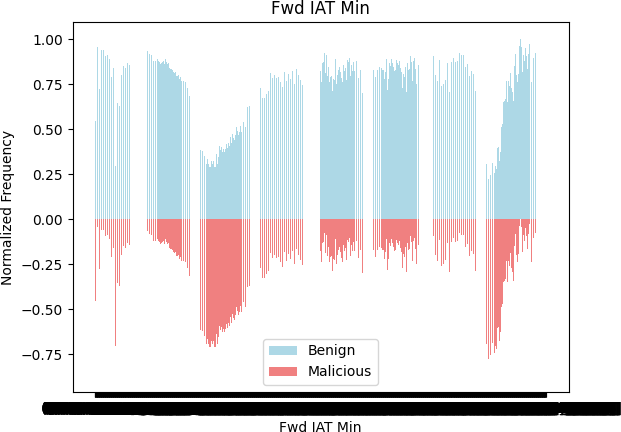 Fwd IAT Min
Normalized Frequency
1.00
0.75
0.50
0.25
0.00
−0.25
−0.50
−0.75
Benign
Malicious
Fwd IAT Min